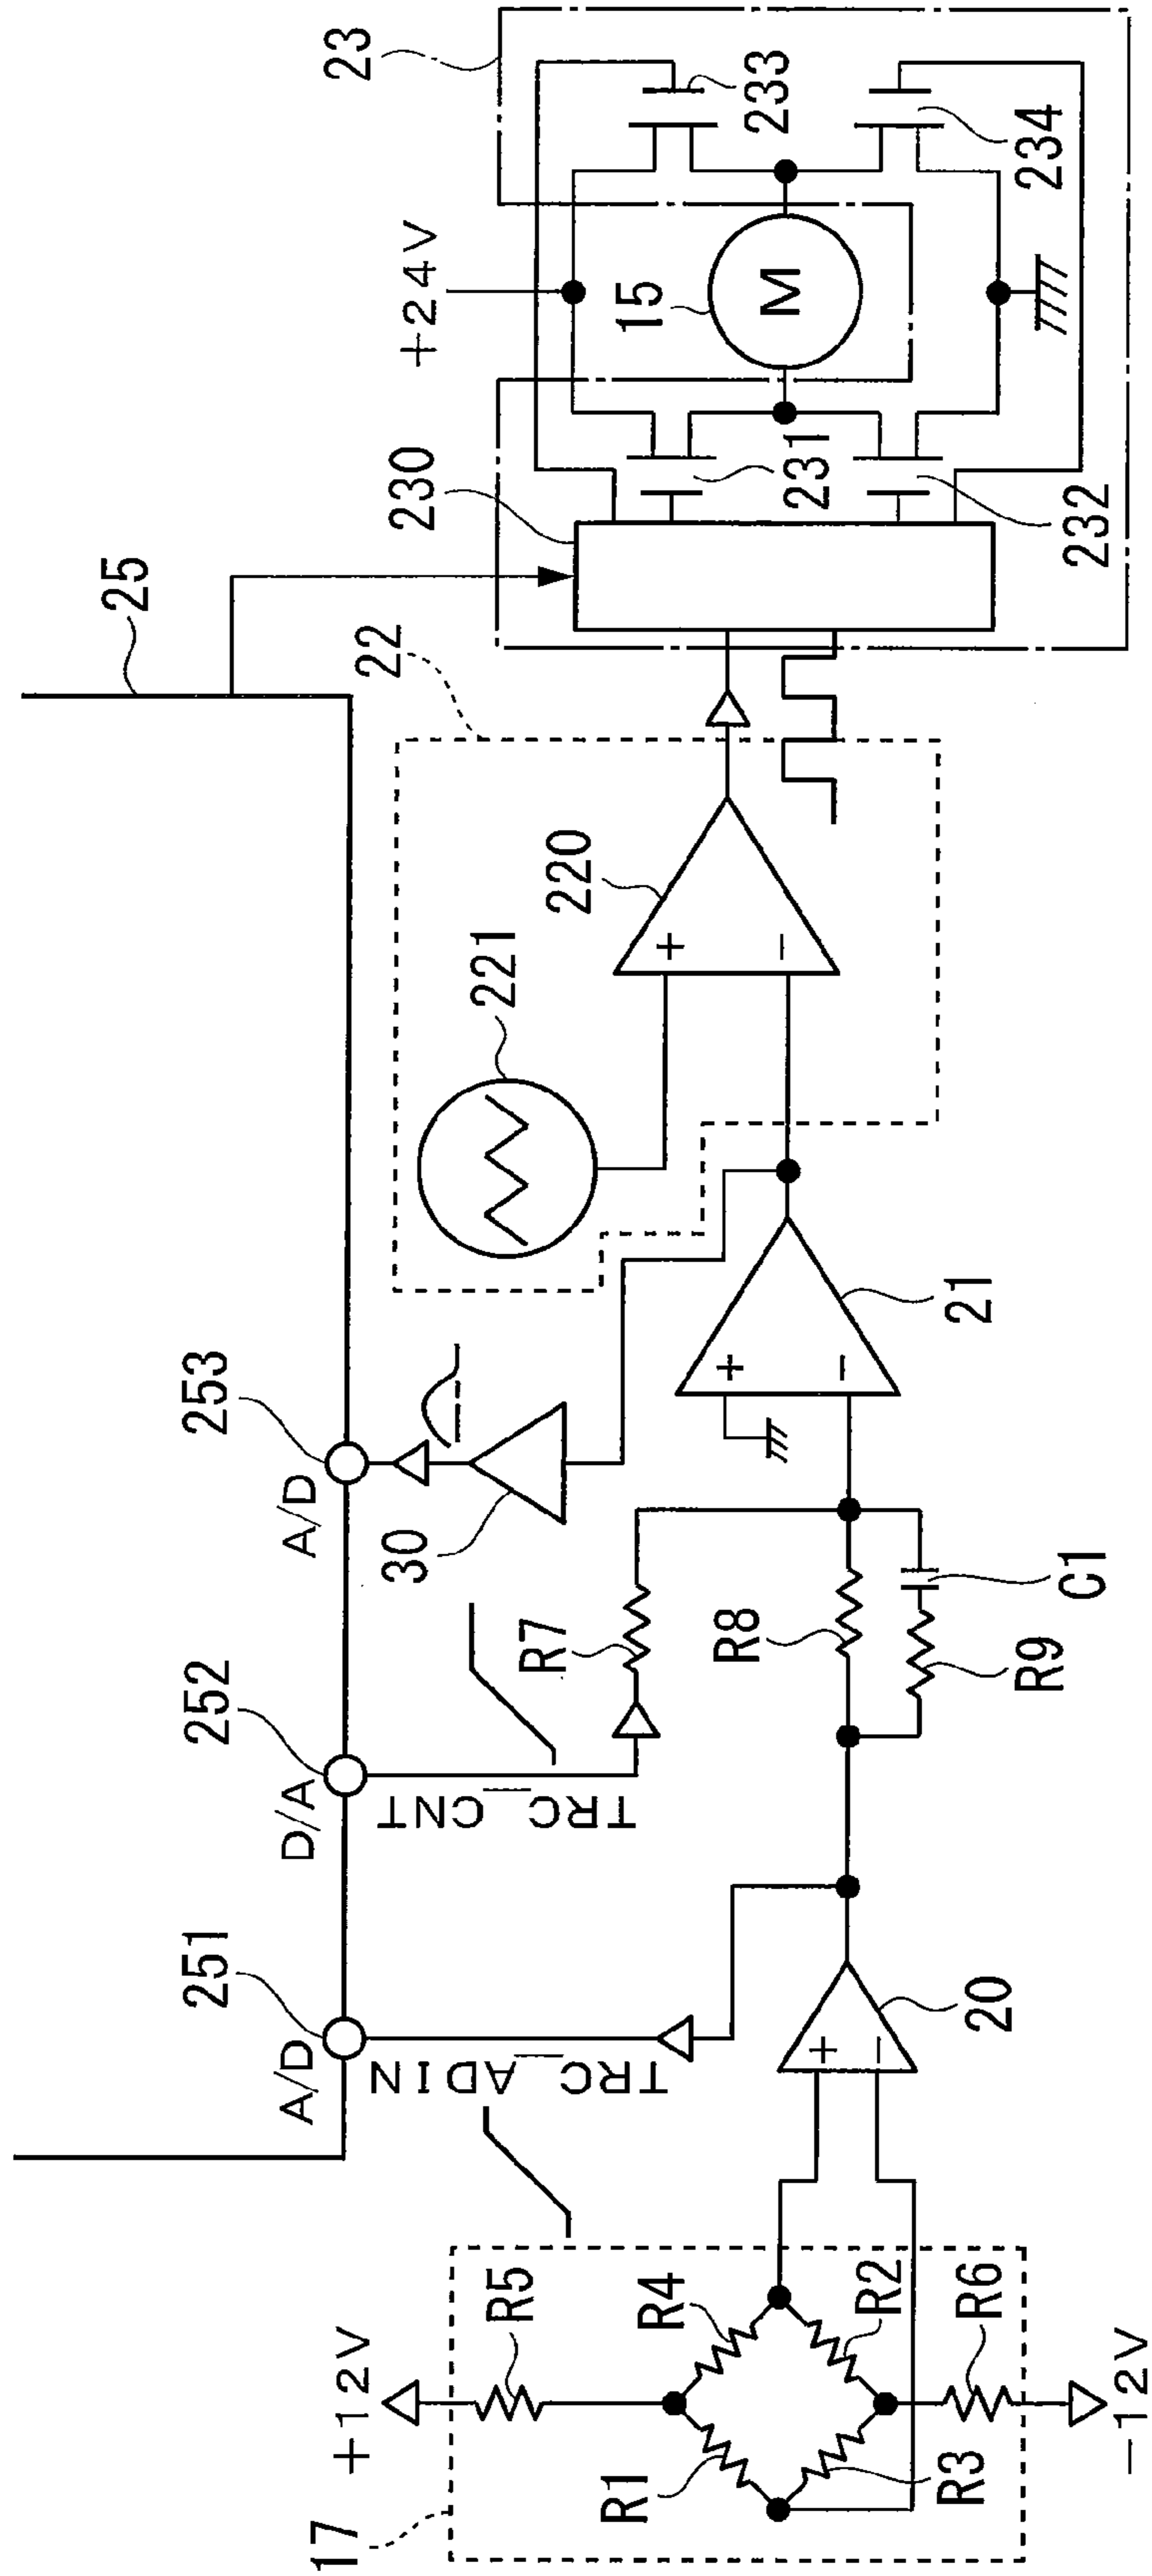 25
251
252
253
A/D
D/A
A/D
TRC_ADIN
TRC_CNT
30
22
221
220
+
−
230
23
+24V
15
M
231
232
233
234
17
+12V
R5
R1
R4
R3
R2
R6
−12V
+
−
20
R7
R8
R9
C1
+
−
21